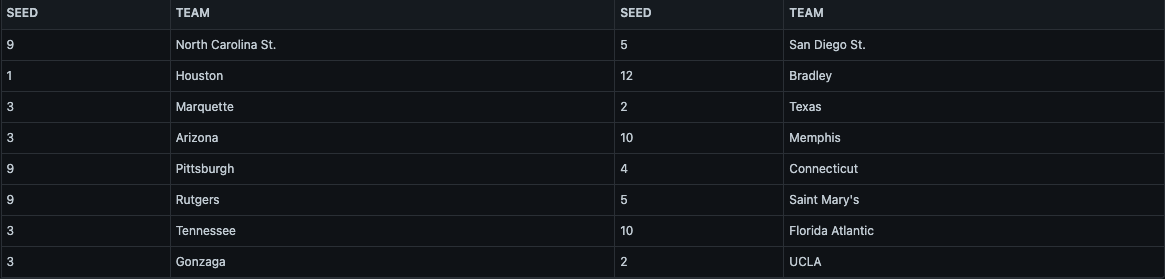 SEED TEAM SEED TEAM
9 North Carolina St. 5 San Diego St.
1 Houston 12 Bradley
3 Marquette 2 Texas
3 Arizona 10 Memphis
9 Pittsburgh 4 Connecticut
9 Rutgers 5 Saint Mary's
3 Tennessee 10 Florida Atlantic
3 Gonzaga 2 UCLA